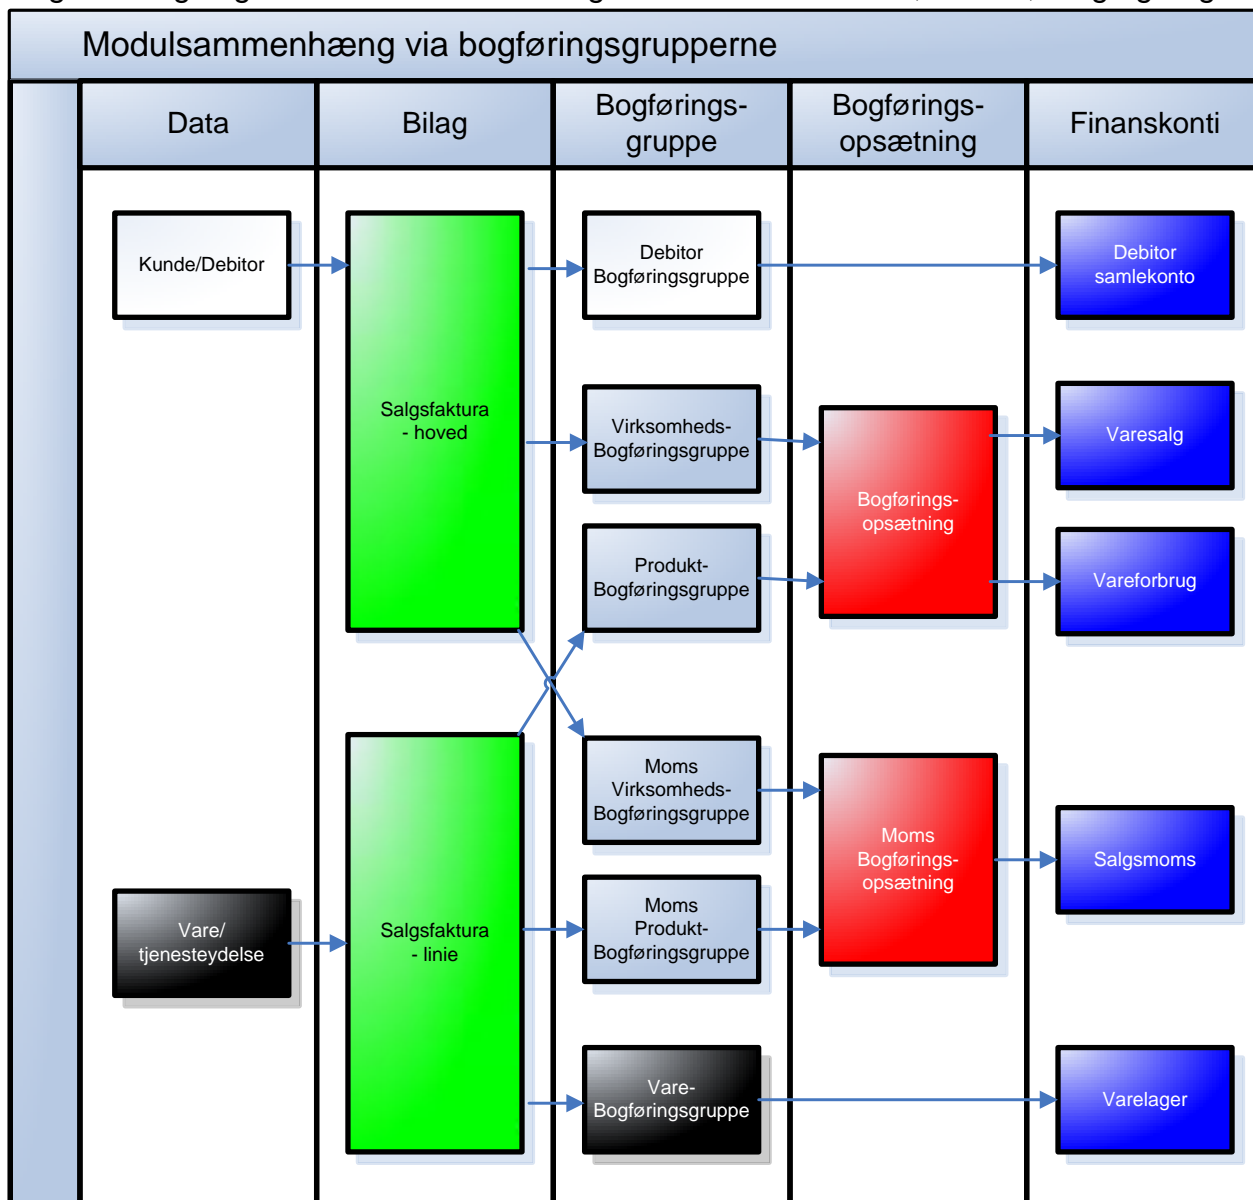 Modulsammenhæng via bogføringsgrupperne
Data
Bilag
Bogførings-
gruppe
Bogførings-
opsætning
Finanskonti
Kunde/Debitor
Salgsfaktura
- hoved
Debitor
Bogføringsgruppe
Debitor
samlekonto
Virksomheds-
Bogføringsgruppe
Bogførings-
opsætning
Varesalg
Produkt-
Bogføringsgruppe
Vareforbrug
Moms
Virksomheds-
Bogføringsgruppe
Moms
Bogførings-
opsætning
Salgsmoms
Vare/
tjenesteydelse
Salgsfaktura
- linie
Moms
Produkt-
Bogføringsgruppe
Vare-
Bogføringsgruppe
Varelager